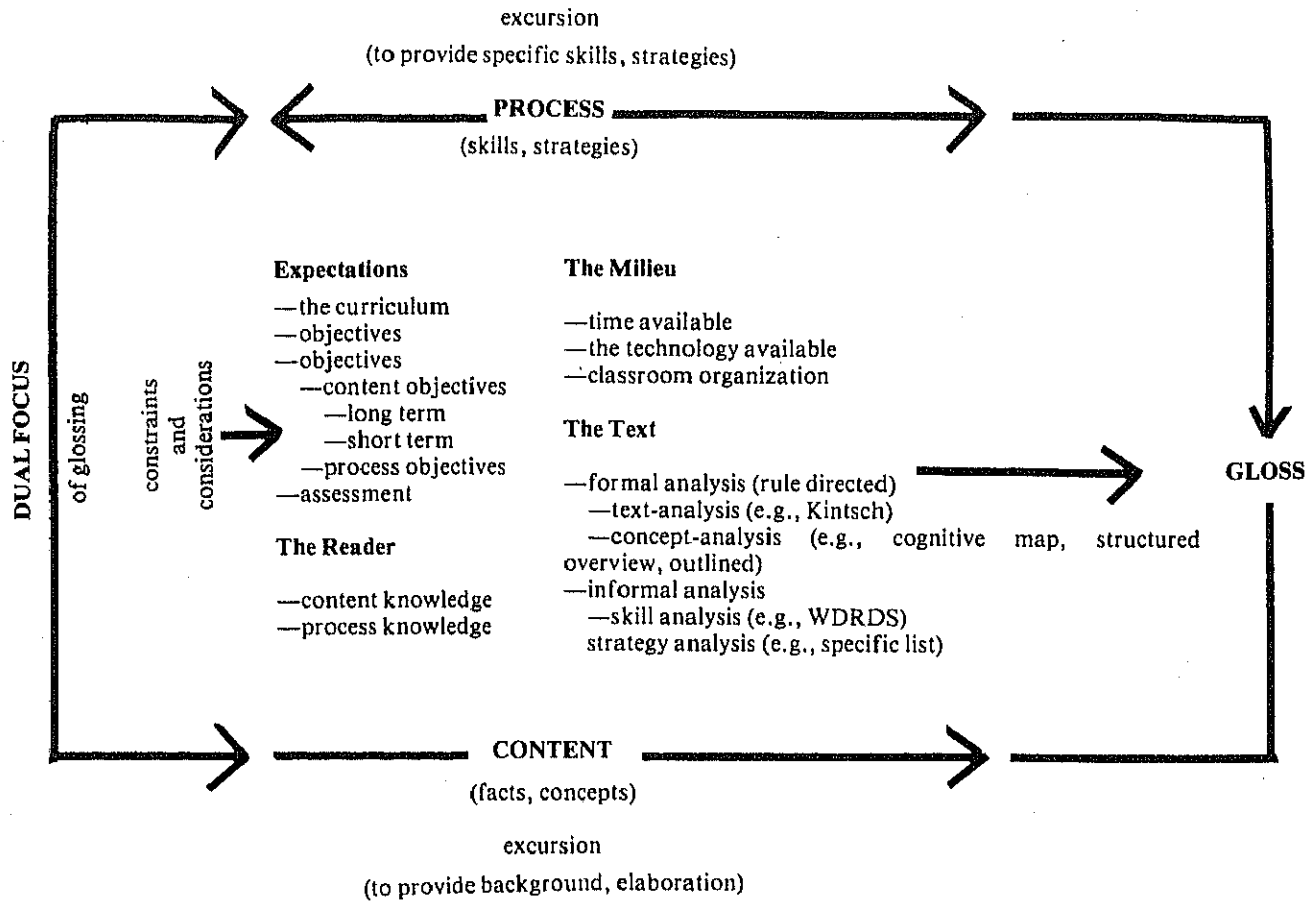 excursion
(to provide specific skills, strategies)
PROCESS
(skills, strategies)
DUAL FOCUS
of glossing
constraints
and
considerations
Expectations
—the curriculum
—objectives
—objectives
—content objectives
—long term
—short term
—process objectives
—assessment
The Reader
—content knowledge
—process knowledge
The Milieu
—time available
—the technology available
—classroom organization
The Text
—formal analysis (rule directed)
—text-analysis (e.g., Kintsch)
—concept-analysis (e.g., cognitive map, structured
overview, outlined)
—informal analysis
—skill analysis (e.g., WDRDS)
strategy analysis (e.g., specific list)
GLOSS
CONTENT
(facts, concepts)
excursion
(to provide background, elaboration)